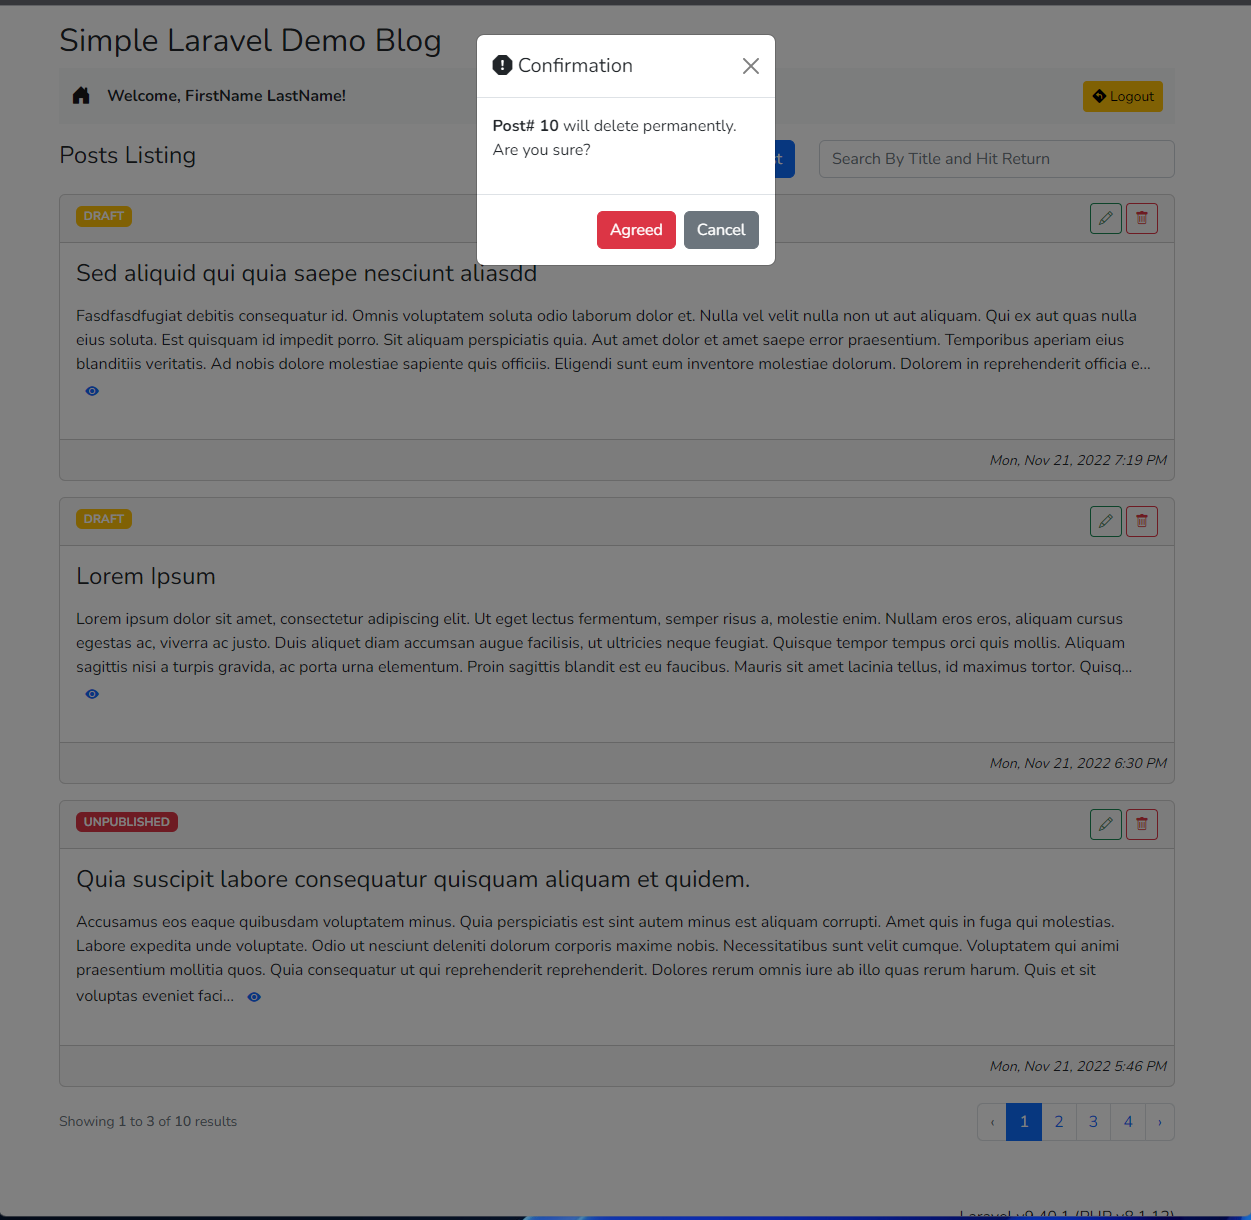 Simple Laravel Demo Blog
Confirmation
Welcome, FirstName LastName!
Logout
Post# 10 will delete permanently.
Are you sure?
Posts Listing
t
Search By Title and Hit Return
Agreed
Cancel
DRAFT
Sed aliquid qui quia saepe nesciunt aliasdd
Fasdfasdfugiat debitis consequatur id. Omnis voluptatem soluta odio laborum dolor et. Nulla vel velit nulla non ut aut aliquam. Qui ex aut quas nulla
eius soluta. Est quisquam id impedit porro. Sit aliquam perspiciatis quia. Aut amet dolor et amet saepe error praesentium. Temporibus aperiam eius
blanditiis veritatis. Ad nobis dolore molestiae sapiente quis officiis. Eligendi sunt eum inventore molestiae dolorum. Dolorem in reprehenderit officia e...
Mon, Nov 21, 2022 7:19 PM
DRAFT
Lorem Ipsum
Lorem ipsum dolor sit amet, consectetur adipiscing elit. Ut eget lectus fermentum, semper risus a, molestie enim. Nullam eros eros, aliquam cursus
egestas ac, viverra ac justo. Duis aliquet diam accumsan augue facilisis, ut ultricies neque feugiat. Quisque tempor tempus orci quis mollis. Aliquam
sagittis nisi a turpis gravida, ac porta urna elementum. Proin sagittis blandit est eu faucibus. Mauris sit amet lacinia tellus, id maximus tortor. Quisq...
Mon, Nov 21, 2022 6:30 PM
UNPUBLISHED
Quia suscipit labore consequatur quisquam aliquam et quidem.
Accusamus eos eaque quibusdam voluptatem minus. Quia perspiciatis est sint autem minus est aliquam corrupti. Amet quis in fuga qui molestias.
Labore expedita unde voluptate. Odio ut nesciunt deleniti dolorum corporis maxime nobis. Necessitatibus sunt velit cumque. Voluptatem qui animi
praesentium mollitia quos. Quia consequatur ut qui reprehenderit reprehenderit. Dolores rerum omnis iure ab illo quas rerum harum. Quis et sit
voluptas eveniet faci...
Mon, Nov 21, 2022 5:46 PM
Showing 1 to 3 of 10 results
‹ 1 2 3 4 ›
Laravel v9.40.1 (PHP v8.1.12)